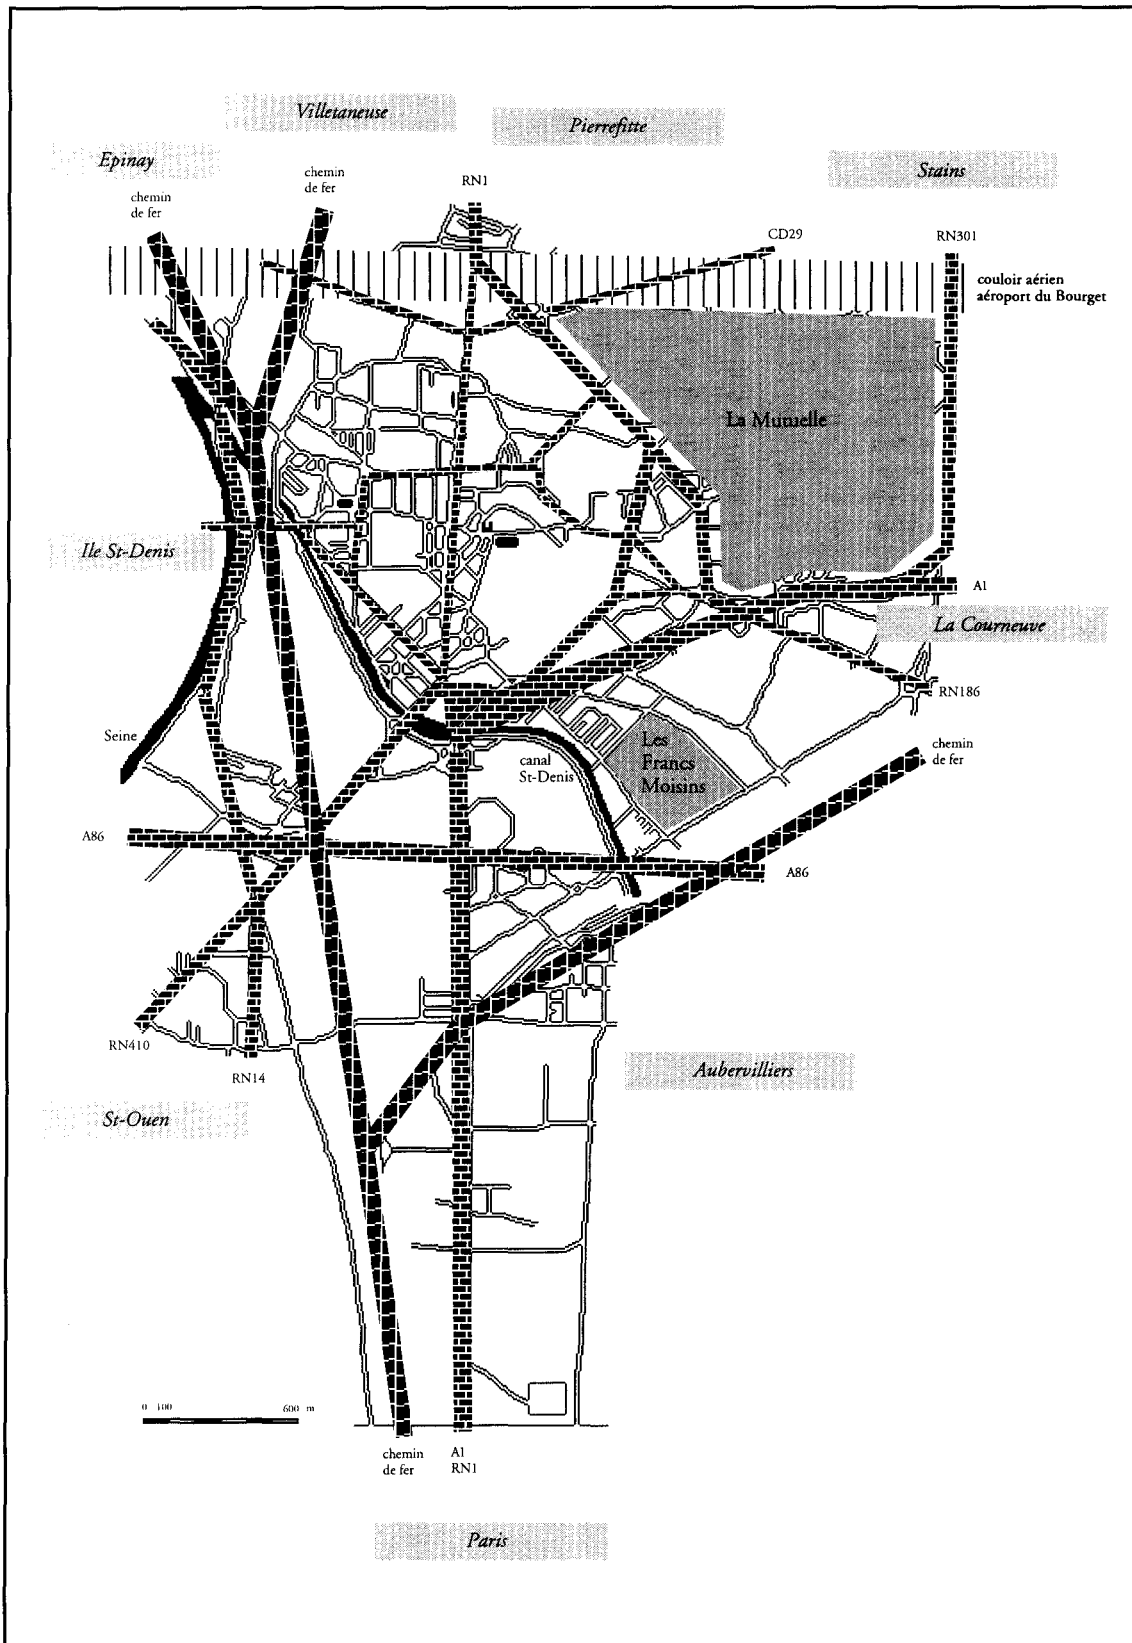 Villetaneuse
Pierrefitte
Epinay
Stains
chemin
de fer
chemin
de fer
RN1
CD29
RN301
couloir aérien
aéroport du Bourget
La Mutuelle
Ile St-Denis
A1
La Courneuve
RN186
Seine
canal
St-Denis
Les
Francs
Moisins
chemin
de fer
A86
A86
RN410
RN14
Aubervilliers
St-Ouen
0 100 600 m
chemin
de fer
A1
RN1
Paris